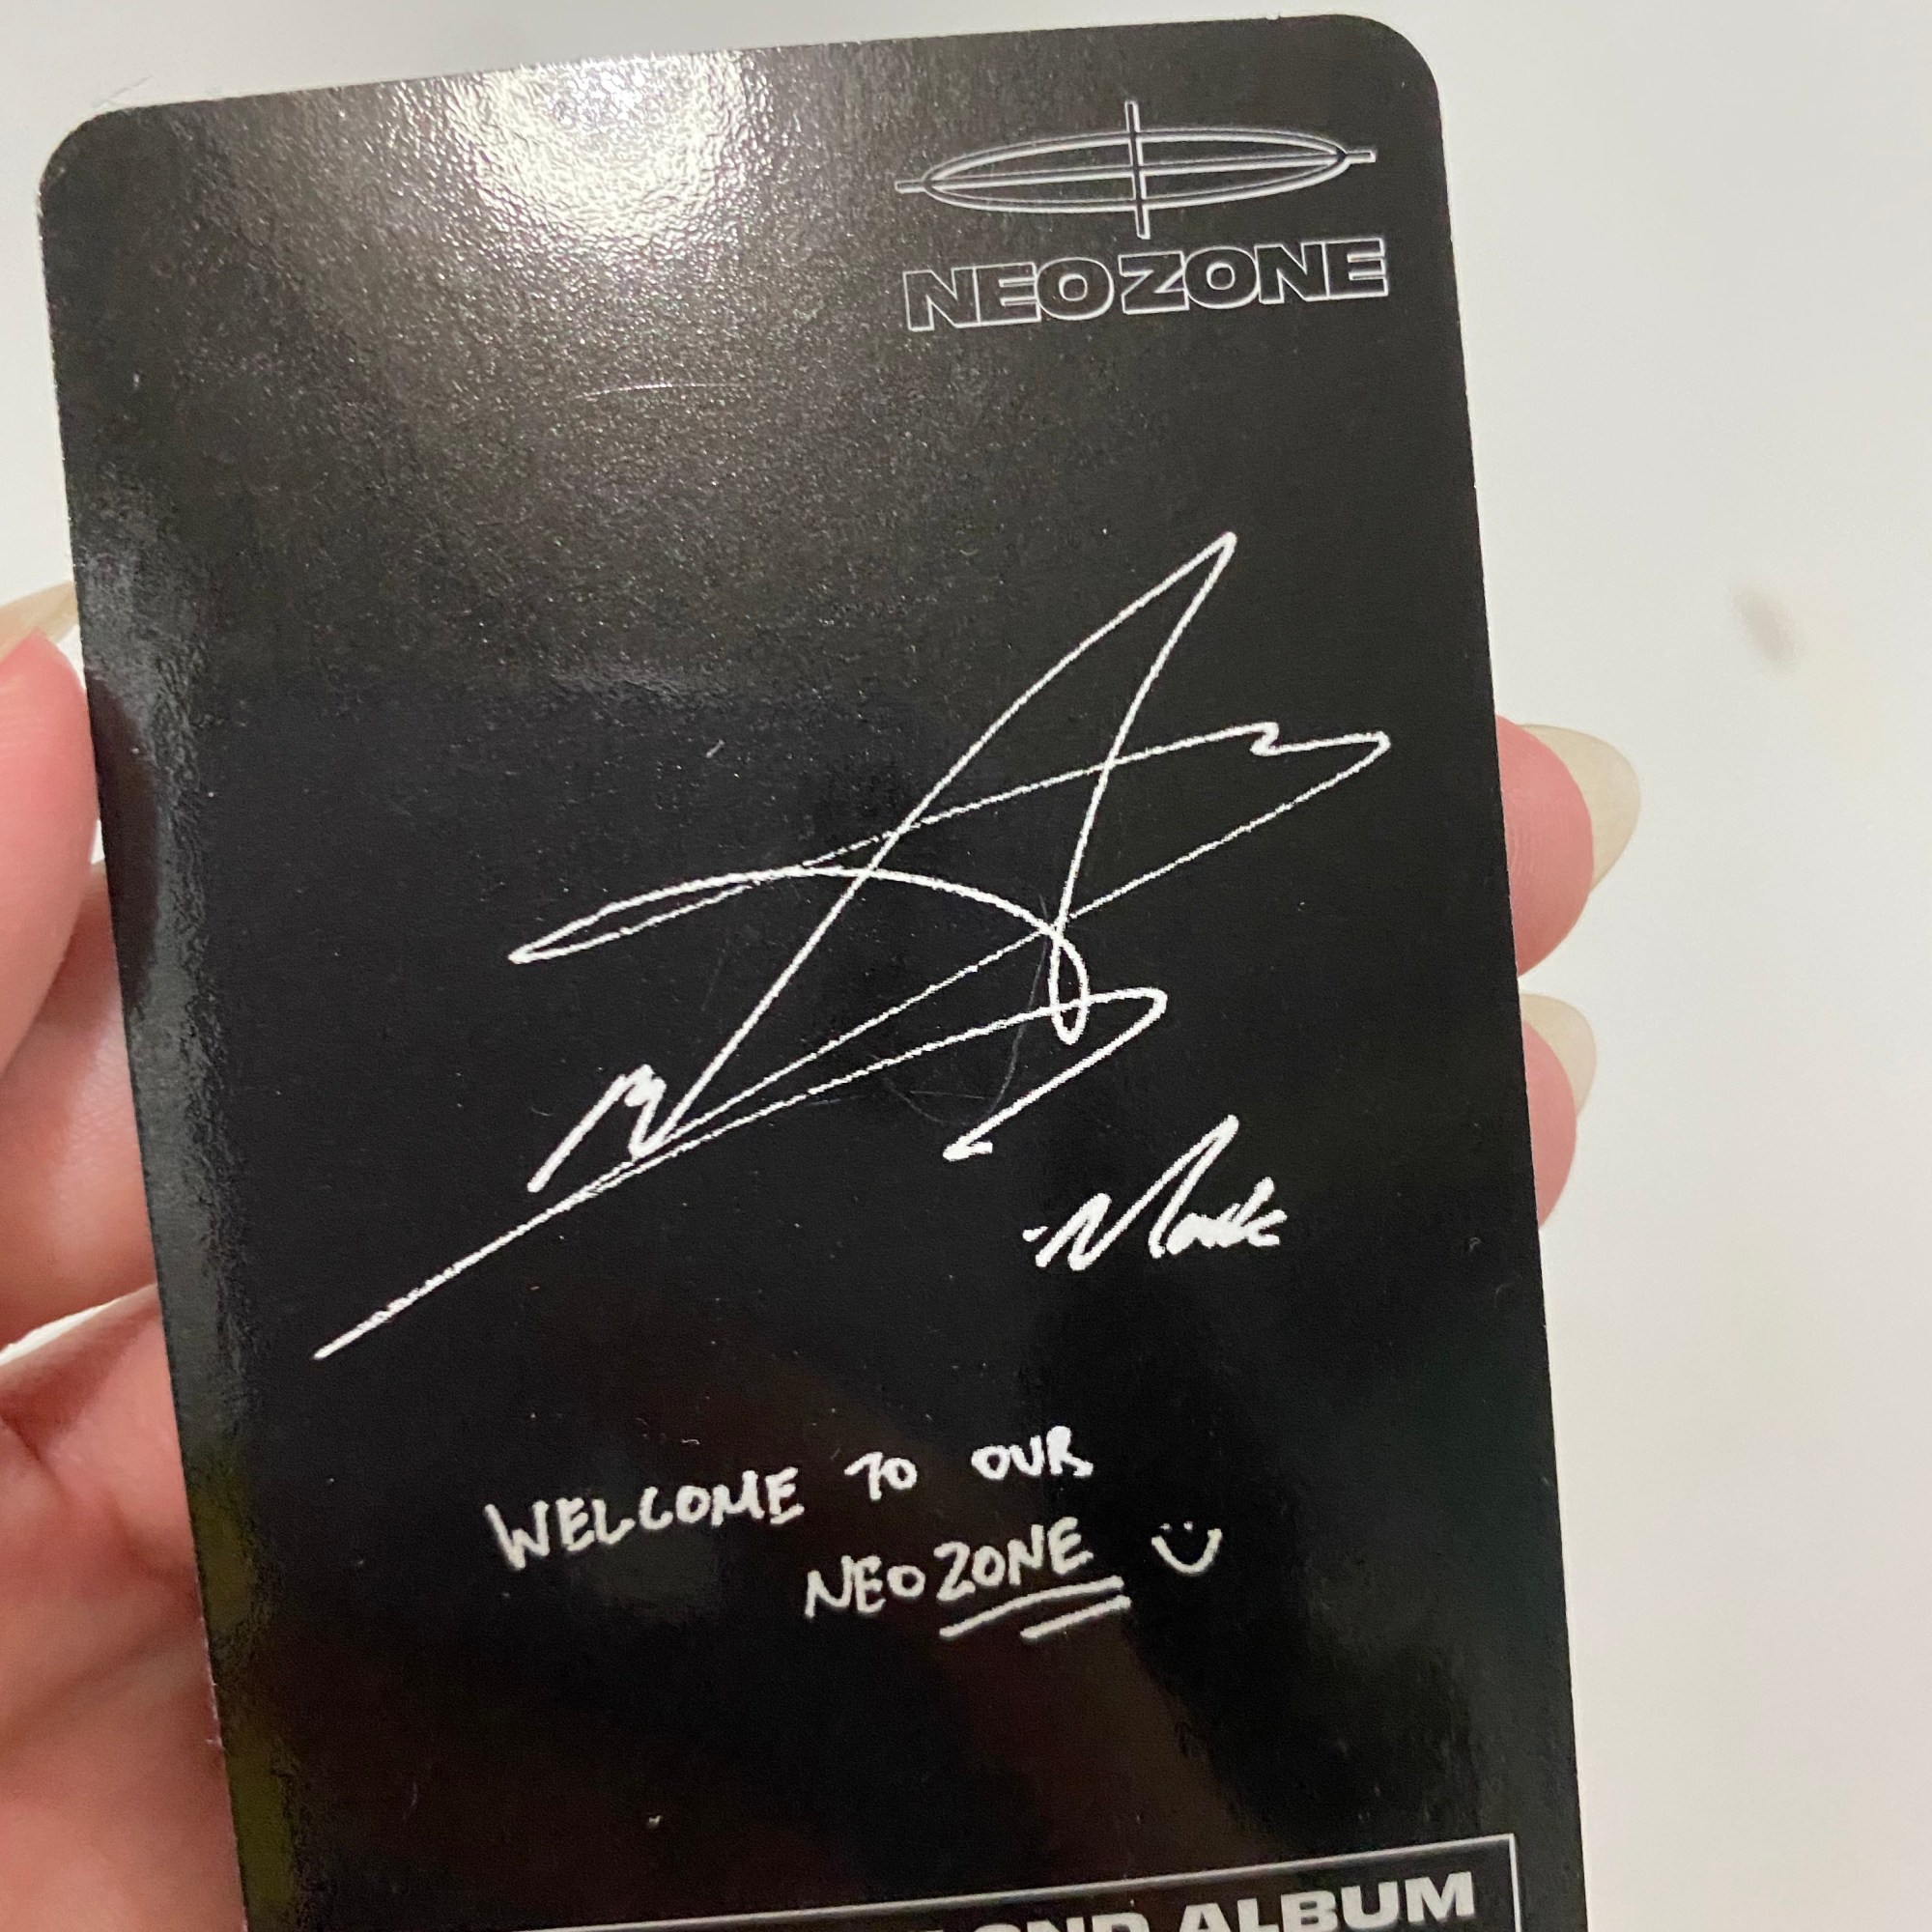 NEO ZONE
-Mark
WELCOME TO OUR
NEO ZONE
2ND ALBUM